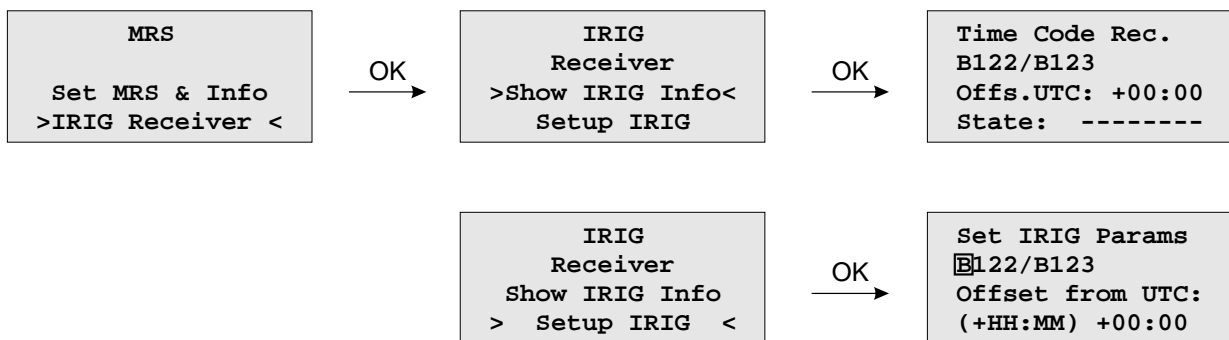 MRS
Set MRS & Info
>IRIG Receiver <
OK
IRIG
Receiver
>Show IRIG Info<
Setup IRIG
OK
Time Code Rec.
B122/B123
Offs.UTC: +00:00
State: --------
IRIG
Receiver
Show IRIG Info
> Setup IRIG <
OK
Set IRIG Params
B122/B123
Offset from UTC:
(+HH:MM) +00:00